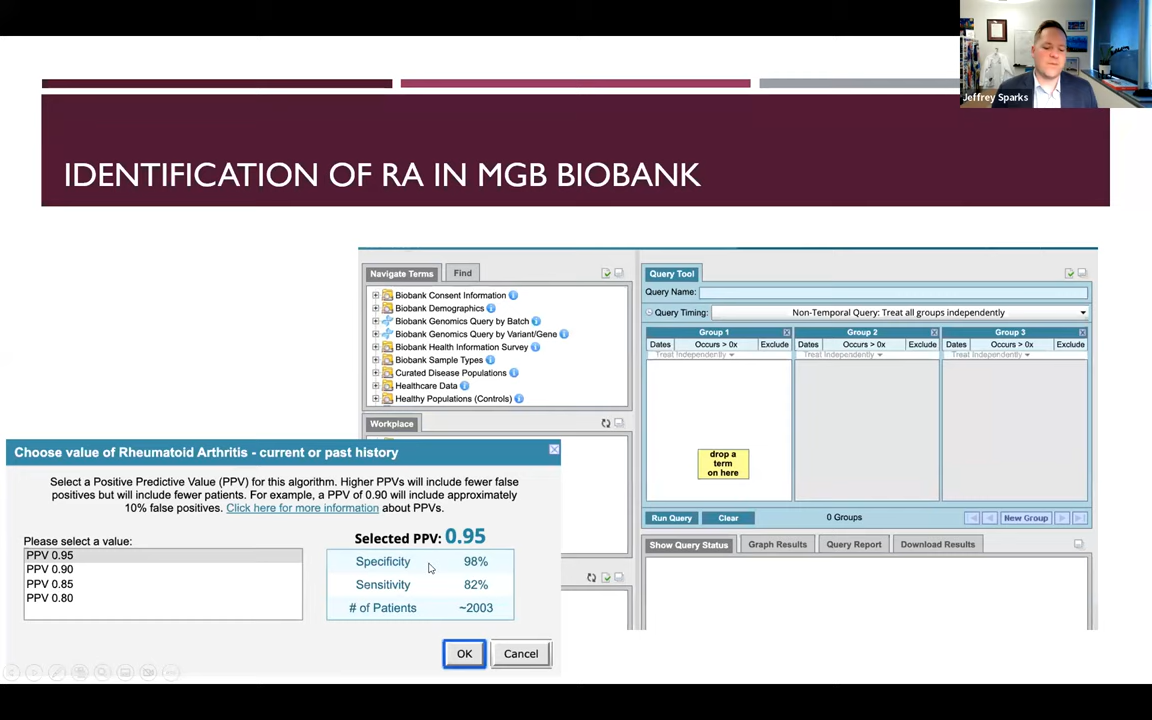 Jeffrey Sparks
IDENTIFICATION OF RA IN MGB BIOBANK
Navigate Terms
Find
Biobank Consent Information
Biobank Demographics
Biobank Genomics Query by Batch
Biobank Genomics Query by Variant/Gene
Biobank Health Information Survey
Biobank Sample Types
Curated Disease Populations
Healthcare Data
Healthy Populations (Controls)
Workplace
Query Tool
Query Name:
Query Timing:
Non-Temporal Query: Treat all groups independently
Group 1
Group 2
Group 3
Dates Occurs > 0x Exclude
Dates Occurs > 0x Exclude
Dates Occurs > 0x Exclude
Treat Independently
Treat Independently
Treat Independently
drop a
term
on here
Run Query
Clear
0 Groups
New Group
Show Query Status
Graph Results
Query Report
Download Results
Choose value of Rheumatoid Arthritis - current or past history
Select a Positive Predictive Value (PPV) for this algorithm. Higher PPVs will include fewer false
positives but will include fewer patients. For example, a PPV of 0.90 will include approximately
10% false positives. Click here for more information about PPVs.
Please select a value:
PPV 0.95
PPV 0.90
PPV 0.85
PPV 0.80
Selected PPV: 0.95
Specificity 98%
Sensitivity 82%
# of Patients ~2003
OK
Cancel